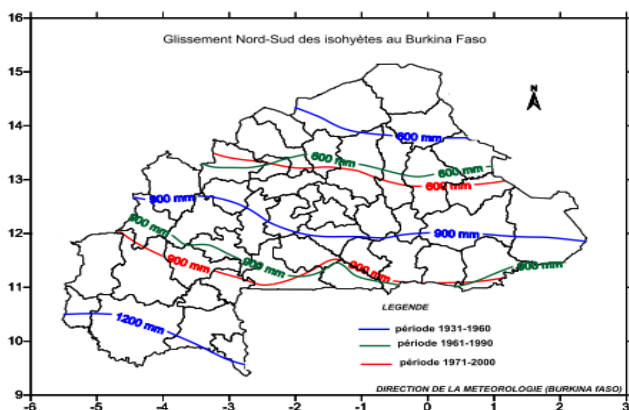 Glissement Nord-Sud des isohyètes au Burkina Faso
16
15
14
13
12
11
10
9
N
600 mm
600 mm
600 mm
600 mm
900 mm
900 mm
900 mm
900 mm
900 mm
900 mm
1200 mm
LEGENDE
période 1931-1960
période 1961-1990
période 1971-2000
DIRECTION DE LA METEOROLOGIE (BURKINA fASO)
-6 -5 -4 -3 -2 -1 0 1 2 3